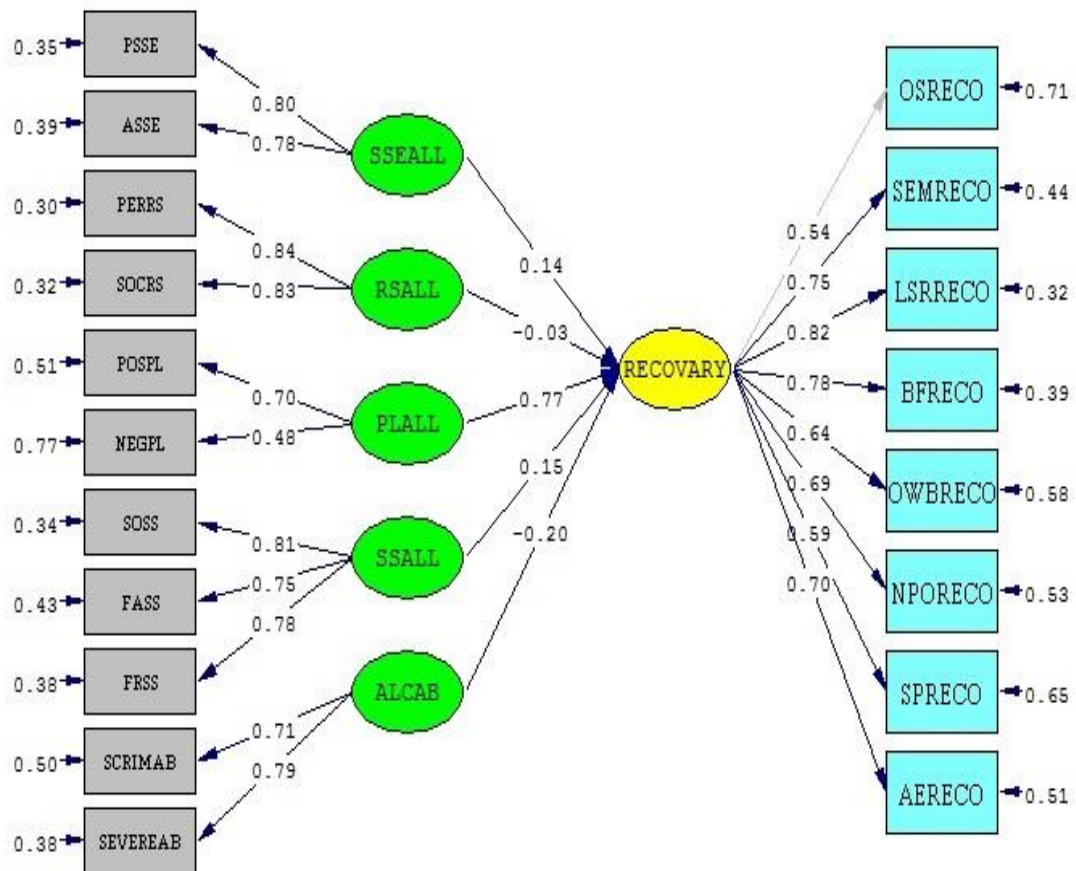 0.35 PSSE
0.39 ASSE
0.30 PERRS
0.32 SOCRS
0.51 POSPL
0.77 NEGPL
0.34 SOSS
0.43 FASS
0.38 FRSS
0.50 SCRIMAB
0.38 SEVEREAB
0.80
0.78
0.84
0.83
0.70
0.48
0.81
0.75
0.78
0.71
0.79
SSEALL
RSALL
PLALL
SSALL
ALCAB
0.14
-0.03
0.77
0.15
-0.20
RECOVARY
0.54
0.75
0.82
0.78
0.64
0.69
0.59
0.70
OSRECO 0.71
SEMRECO 0.44
LSRRECO 0.32
BFRECO 0.39
OWBRECO 0.58
NPORECO 0.53
SPRECO 0.65
AERECO 0.51